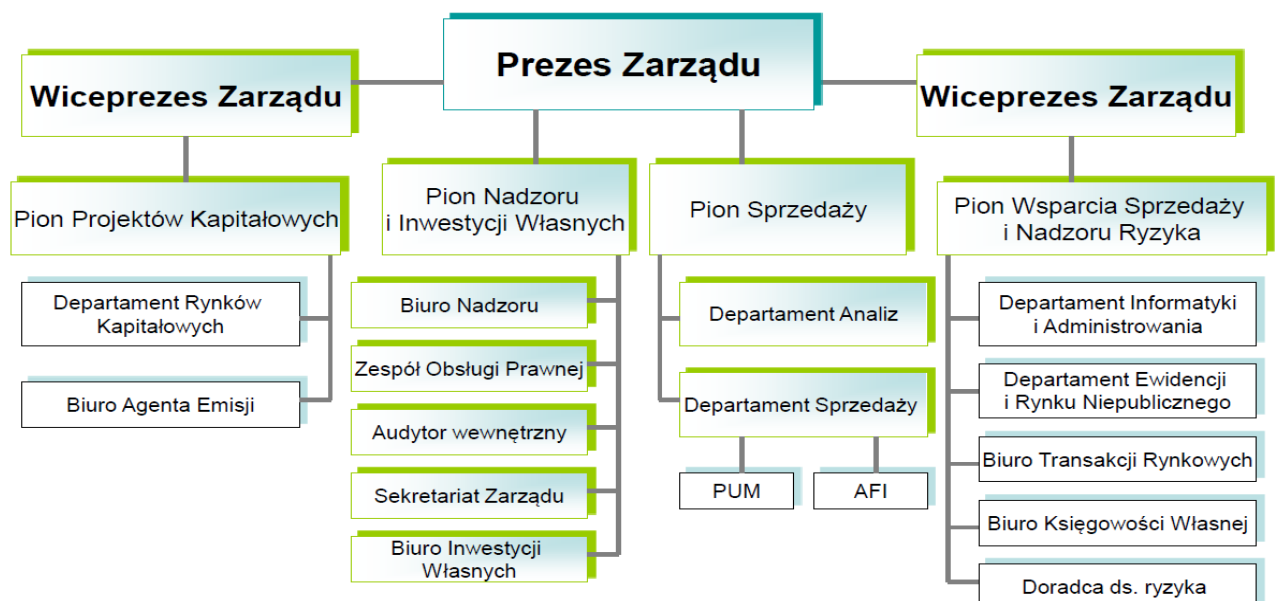 Prezes Zarządu
Wiceprezes Zarządu
Wiceprezes Zarządu
Pion Projektów Kapitałowych
Pion Nadzoru
i Inwestycji Własnych
Pion Sprzedaży
Pion Wsparcia Sprzedaży
i Nadzoru Ryzyka
Departament Rynków
Kapitałowych
Biuro Agenta Emisji
Biuro Nadzoru
Zespół Obsługi Prawnej
Audytor wewnętrzny
Sekretariat Zarządu
Biuro Inwestycji
Własnych
Departament Analiz
Departament Sprzedaży
PUM
AFI
Departament Informatyki
i Administrowania
Departament Ewidencji
i Rynku Niepublicznego
Biuro Transakcji Rynkowych
Biuro Księgowości Własnej
Doradca ds. ryzyka